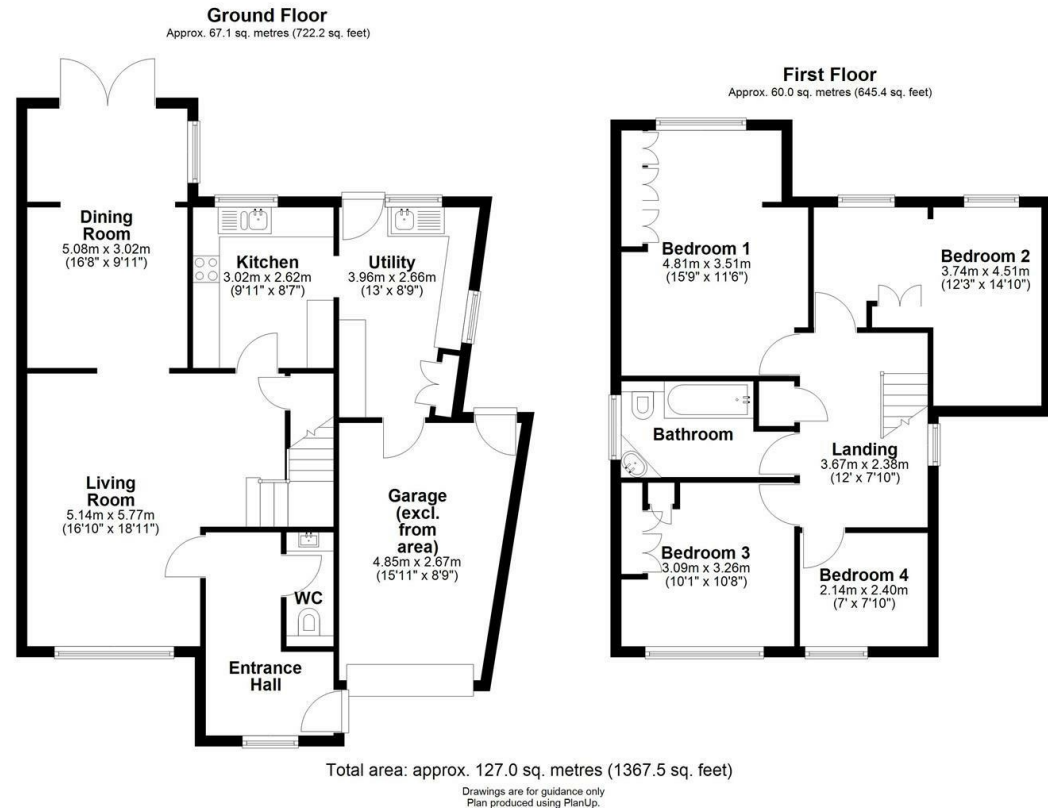 Ground Floor
Approx. 67.1 sq. metres (722.2 sq. feet)
Dining
Room
5.08m x 3.02m
(16'8" x 9'11")
Kitchen
3.02m x 2.62m
(9'11" x 8'7")
Utility
3.96m x 2.66m
(13' x 8'9")
Living
Room
5.14m x 5.77m
(16'10" x 18'11")
Garage
(excl.
from
area)
4.85m x 2.67m
(15'11" x 8'9")
WC
Entrance
Hall
First Floor
Approx. 60.0 sq. metres (645.4 sq. feet)
Bedroom 1
4.81m x 3.51m
(15'9" x 11'6")
Bedroom 2
3.74m x 4.51m
(12'3" x 14'10")
Bathroom
Landing
3.67m x 2.38m
(12' x 7'10")
Bedroom 3
3.09m x 3.26m
(10'1" x 10'8")
Bedroom 4
2.14m x 2.40m
(7' x 7'10")
Total area: approx. 127.0 sq. metres (1367.5 sq. feet)
Drawings are for guidance only
Plan produced using PlanUp.